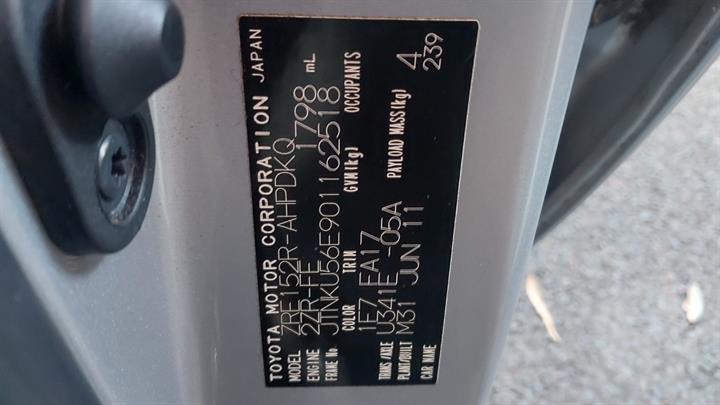 TOYOTA MOTOR CORPORATION JAPAN
MODEL ZRE152R-AHPDKQ
ENGINE 2ZR-FE 1798 mL
FRAME No. JTNKU56E901162518
COLOR TRIM GVM(kg) OCCUPANTS
1E7 EA17
TRANS/AXLE U341E -05A PAYLOAD MASS(kg) 4
PLANT/BUILT M31 JUN 11 239
CAR NAME